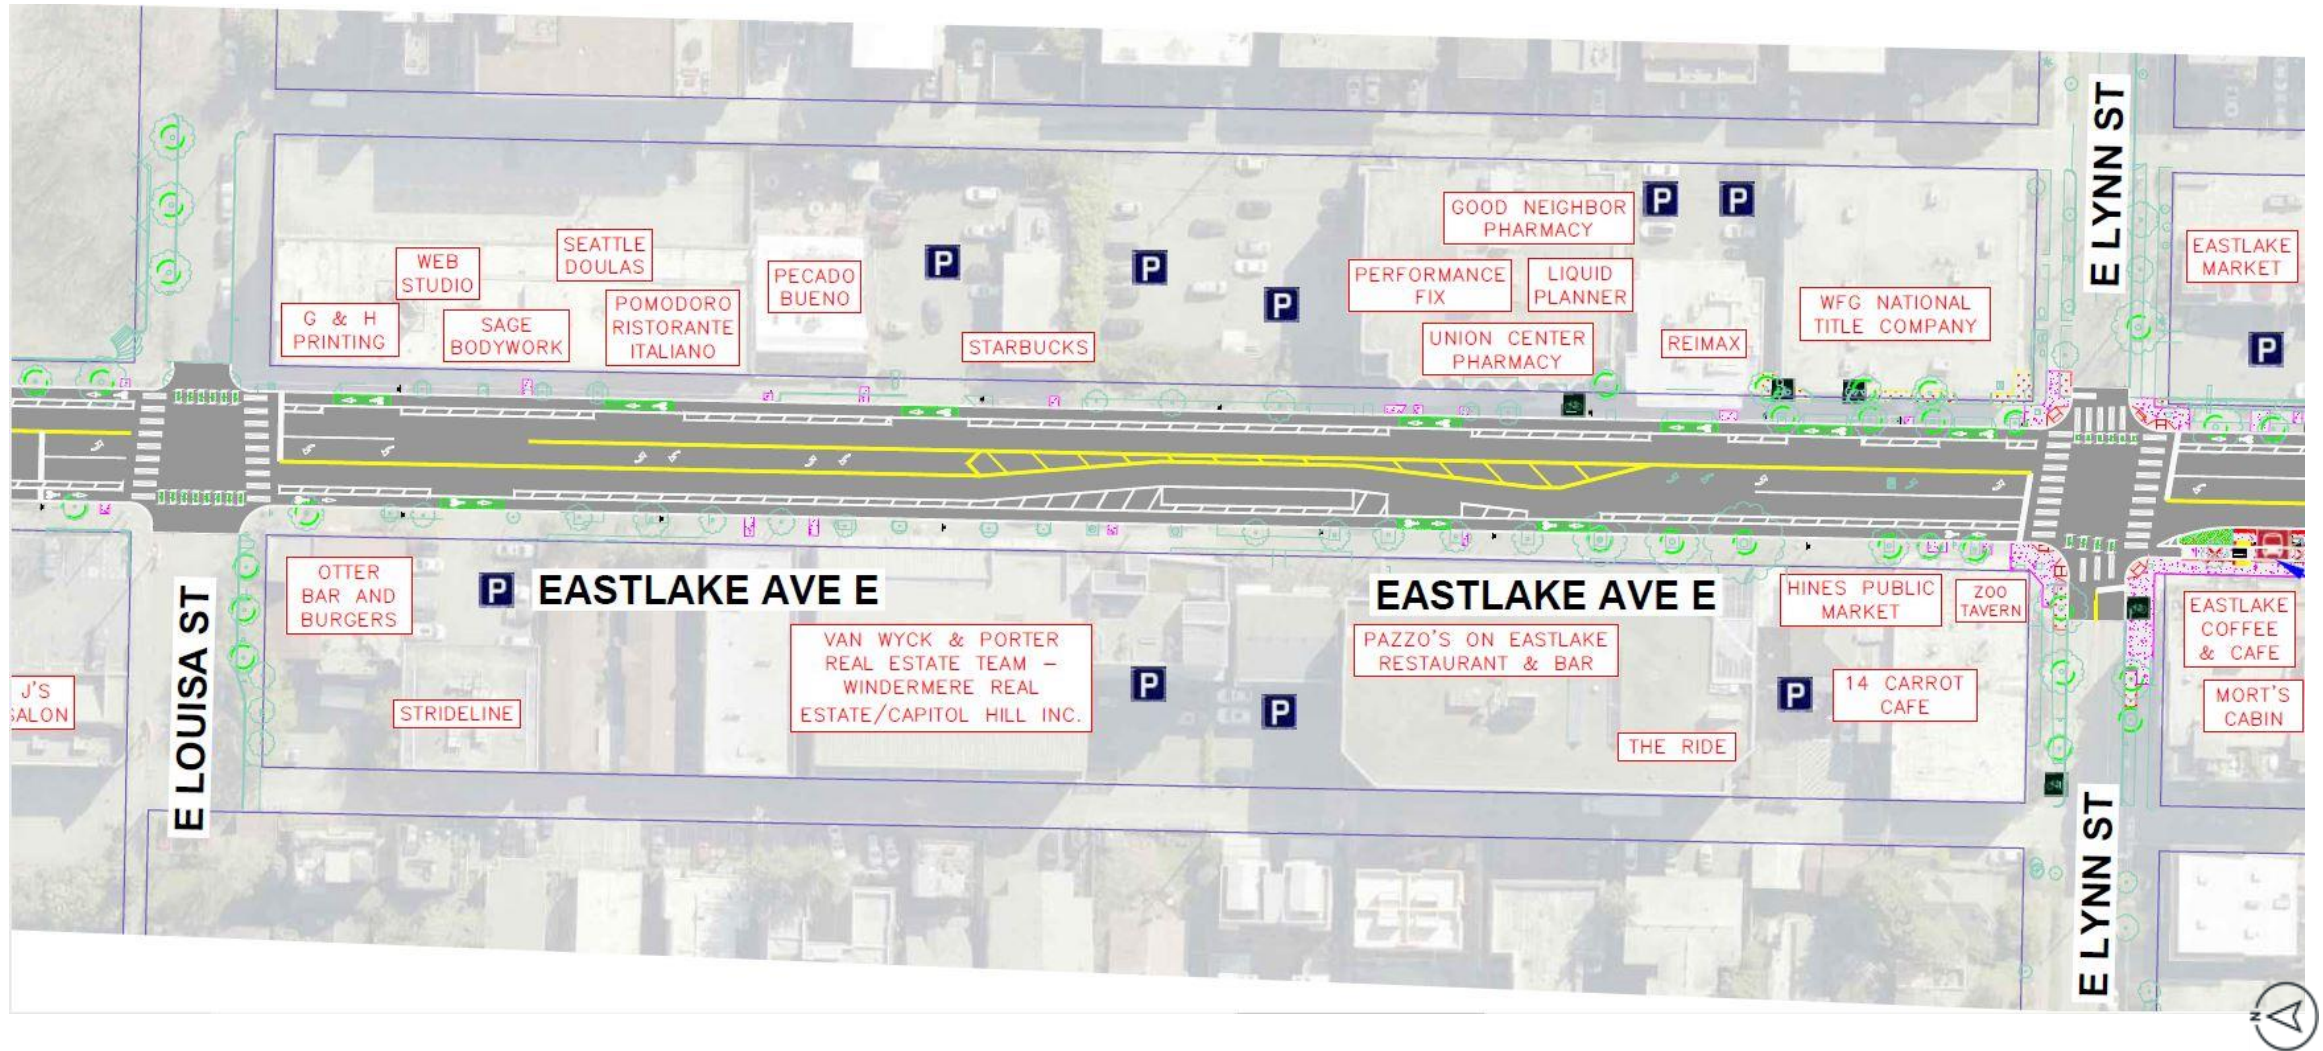 E LYNN ST
GOOD NEIGHBOR
PHARMACY
P
P
SEATTLE
DOULAS
WEB
STUDIO
PECADO
BUENO
P
P
P
PERFORMANCE
FIX
LIQUID
PLANNER
EASTLAKE
MARKET
G & H
PRINTING
SAGE
BODYWORK
POMODORO
RISTORANTE
ITALIANO
STARBUCKS
UNION CENTER
PHARMACY
REIMAX
WFG NATIONAL
TITLE COMPANY
P
OTTER
BAR AND
BURGERS
P
EASTLAKE AVE E
EASTLAKE AVE E
HINES PUBLIC
MARKET
ZOO
TAVERN
EASTLAKE
COFFEE
& CAFE
E LOUISA ST
VAN WYCK & PORTER
REAL ESTATE TEAM –
WINDERMERE REAL
ESTATE/CAPITOL HILL INC.
P
P
PAZZO'S ON EASTLAKE
RESTAURANT & BAR
P
14 CARROT
CAFE
J'S
SALON
STRIDELINE
THE RIDE
MORT'S
CABIN
E LYNN ST
N